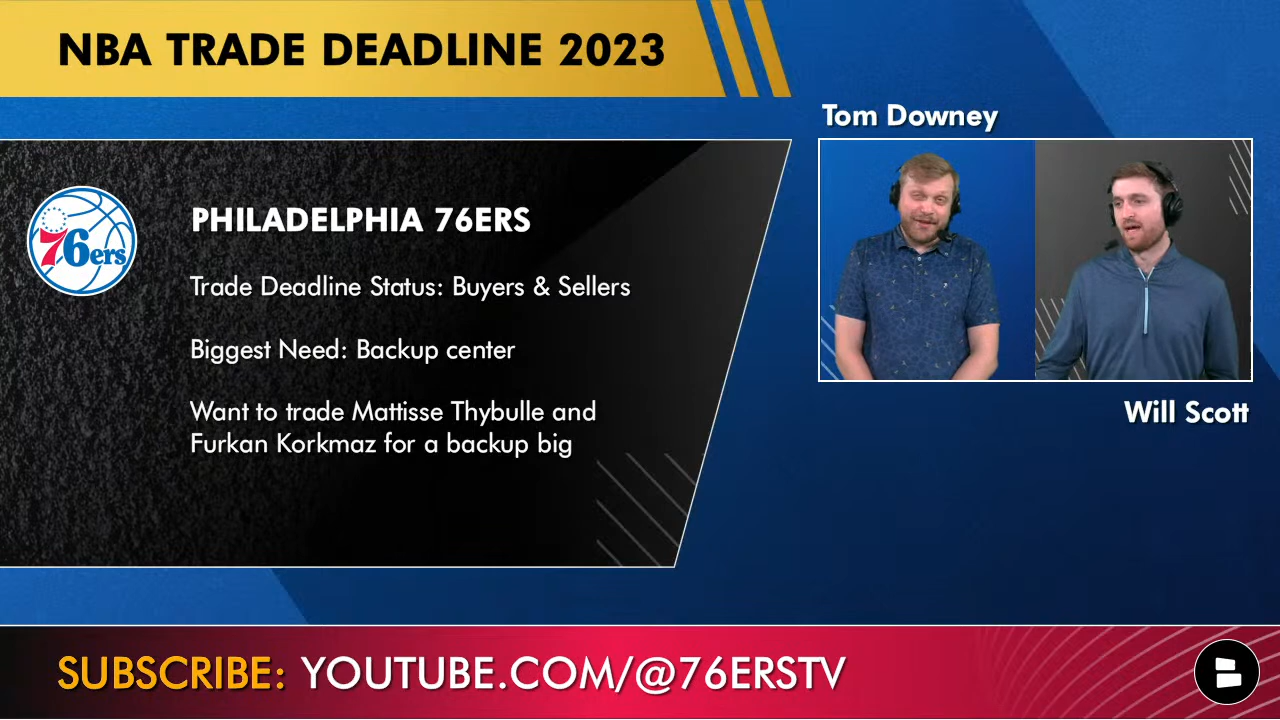 NBA TRADE DEADLINE 2023
Tom Downey
76ers
PHILADELPHIA 76ERS
Trade Deadline Status: Buyers & Sellers
Biggest Need: Backup center
Want to trade Mattisse Thybulle and
Furkan Korkmaz for a backup big
Will Scott
SUBSCRIBE: YOUTUBE.COM/@76ERSTV